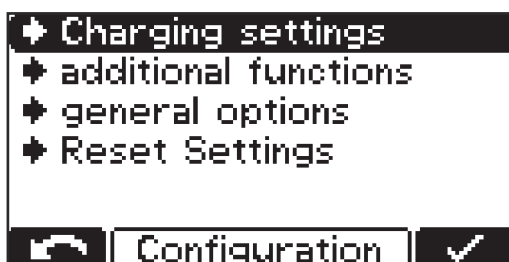 Charging settings
additional functions
general options
Reset Settings
Configuration